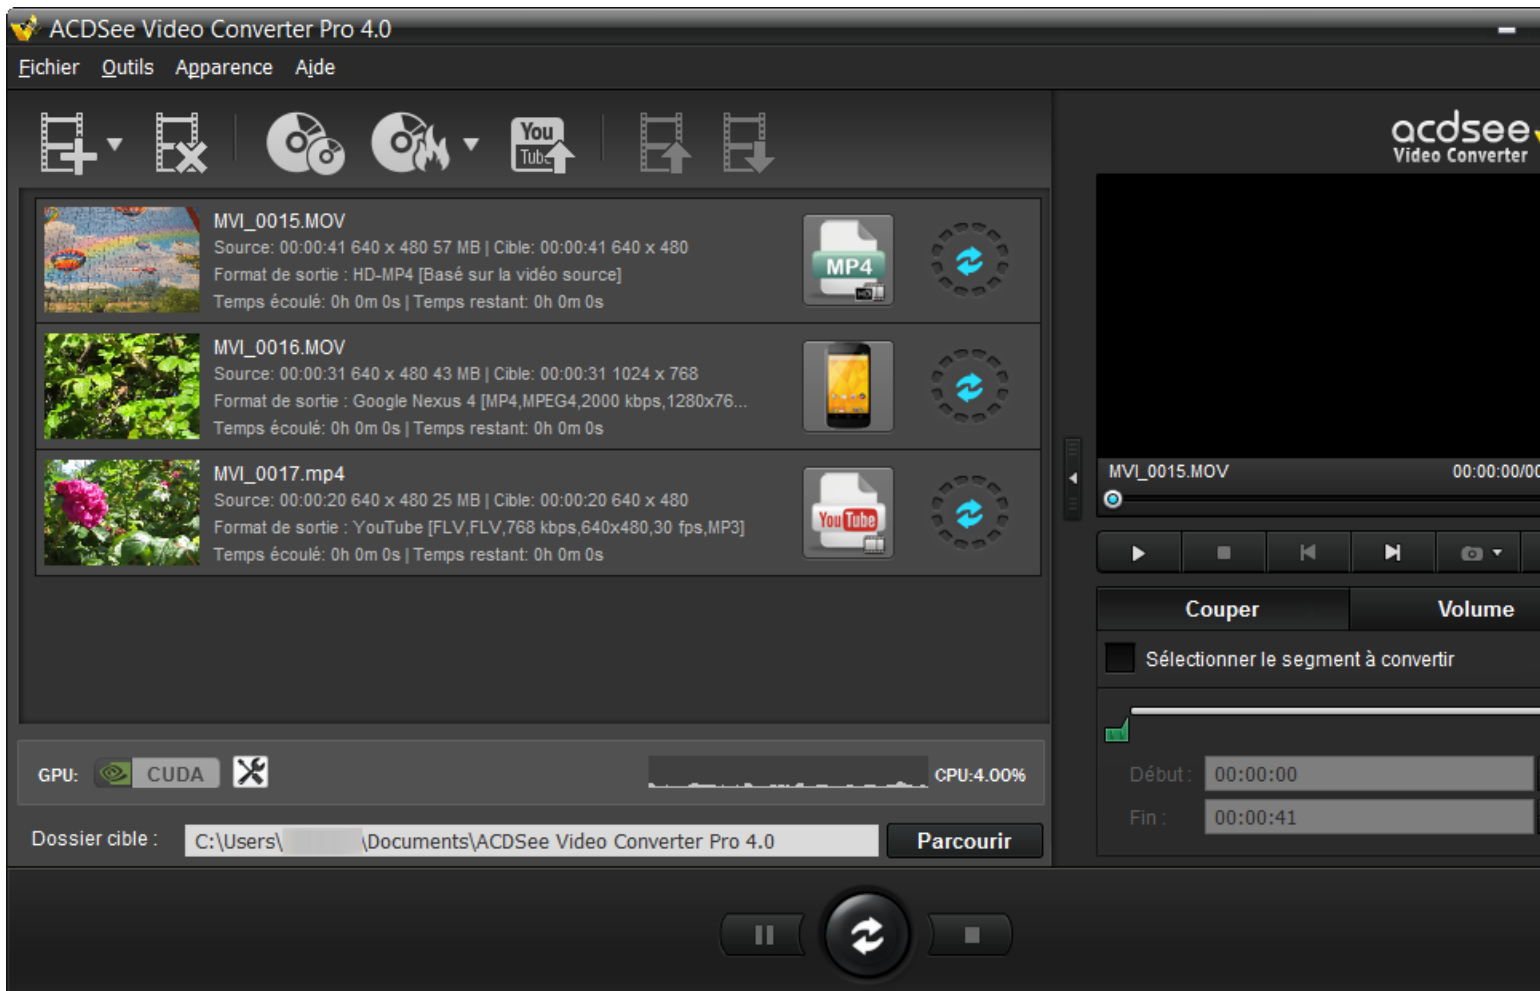 ACDSee Video Converter Pro 4.0
Fichier Outils Apparence Aide
You
Tube
acdsee
Video Converter
MVI_0015.MOV
Source: 00:00:41 640 x 480 57 MB | Cible: 00:00:41 640 x 480
Format de sortie : HD-MP4 [Basé sur la vidéo source]
Temps écoulé: 0h 0m 0s | Temps restant: 0h 0m 0s
MP4
HD
MVI_0016.MOV
Source: 00:00:31 640 x 480 43 MB | Cible: 00:00:31 1024 x 768
Format de sortie : Google Nexus 4 [MP4,MPEG4,2000 kbps,1280x76...
Temps écoulé: 0h 0m 0s | Temps restant: 0h 0m 0s
MVI_0017.mp4
Source: 00:00:20 640 x 480 25 MB | Cible: 00:00:20 640 x 480
Format de sortie : YouTube [FLV,FLV,768 kbps,640x480,30 fps,MP3]
Temps écoulé: 0h 0m 0s | Temps restant: 0h 0m 0s
YouTube
MVI_0015.MOV 00:00:00/00
Couper Volume
Sélectionner le segment à convertir
Début : 00:00:00
Fin : 00:00:41
GPU: CUDA CPU:4.00%
Dossier cible : C:\Users\ \Documents\ACDSee Video Converter Pro 4.0 Parcourir